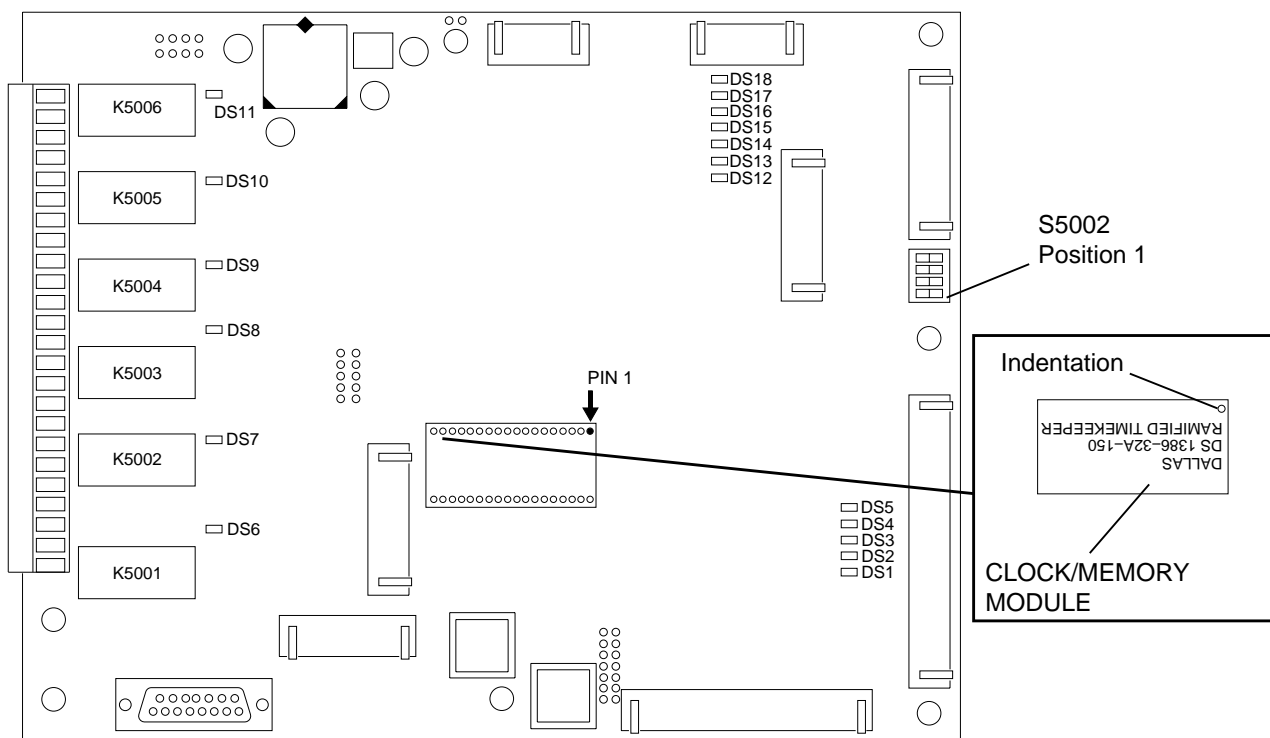 DS18
DS17
DS16
DS15
DS14
DS13
DS12
K5006
DS11
K5005
DS10
K5004
DS9
DS8
K5003
K5002
DS7
DS6
K5001
S5002
Position 1
PIN 1
Indentation
DALLAS
DS 1386-32A-150
RAMIFIED TIMEKEEPER
CLOCK/MEMORY
MODULE
DS5
DS4
DS3
DS2
DS1